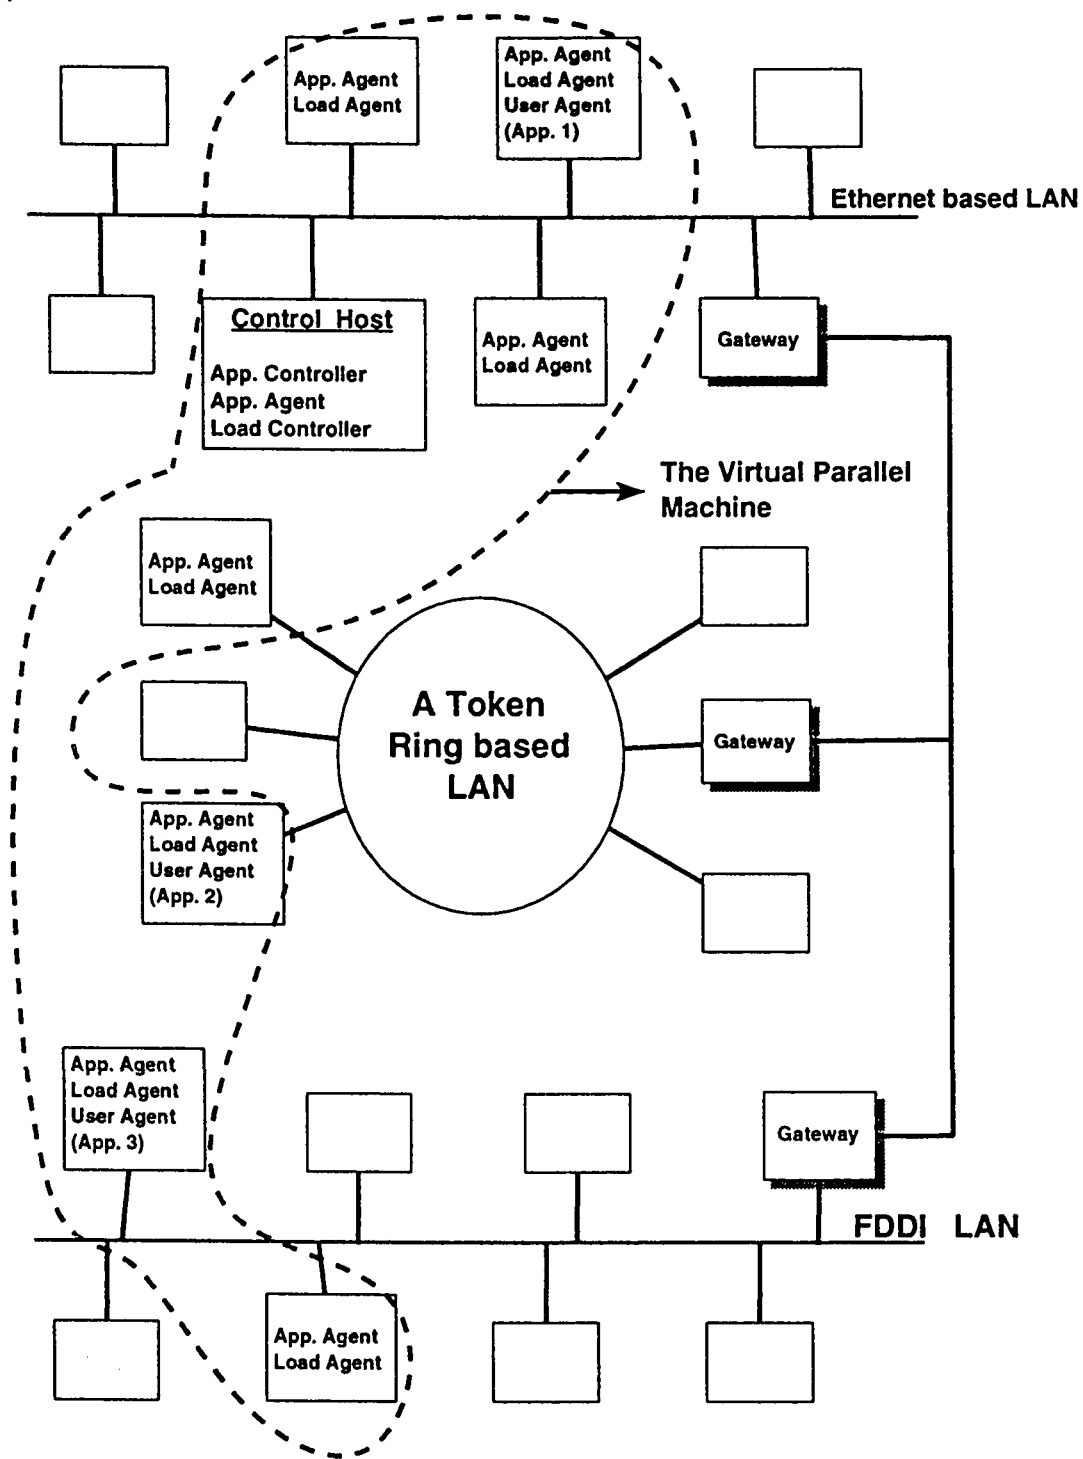 App. Agent
Load Agent
App. Agent
Load Agent
User Agent
(App. 1)
Ethernet based LAN
Control Host
App. Controller
App. Agent
Load Controller
App. Agent
Load Agent
Gateway
The Virtual Parallel
Machine
App. Agent
Load Agent
A Token
Ring based
LAN
Gateway
App. Agent
Load Agent
User Agent
(App. 2)
App. Agent
Load Agent
User Agent
(App. 3)
Gateway
FDDI LAN
App. Agent
Load Agent